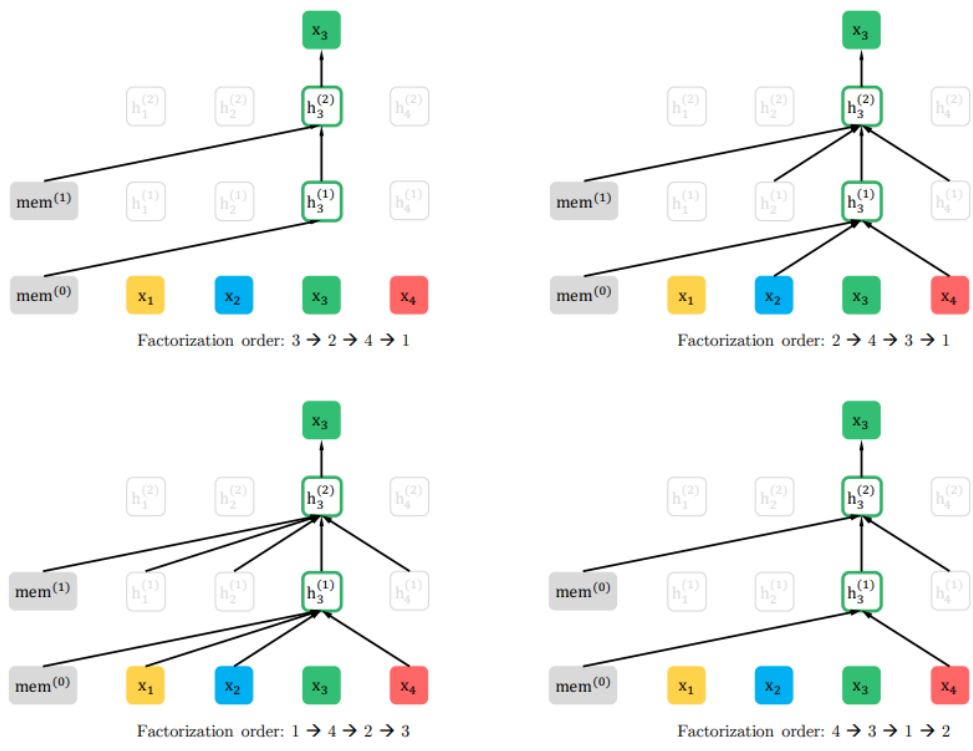 x₃ x₃
h₁⁽²⁾ h₂⁽²⁾ h₃⁽²⁾ h₄⁽²⁾ h₁⁽²⁾ h₂⁽²⁾ h₃⁽²⁾ h₄⁽²⁾
mem⁽¹⁾ h₁⁽¹⁾ h₂⁽¹⁾ h₃⁽¹⁾ h₄⁽¹⁾ mem⁽¹⁾ h₁⁽¹⁾ h₂⁽¹⁾ h₃⁽¹⁾ h₄⁽¹⁾
mem⁽⁰⁾ x₁ x₂ x₃ x₄ mem⁽⁰⁾ x₁ x₂ x₃ x₄
Factorization order: 3 → 2 → 4 → 1 Factorization order: 2 → 4 → 3 → 1
x₃ x₃
h₁⁽²⁾ h₂⁽²⁾ h₃⁽²⁾ h₄⁽²⁾ h₁⁽²⁾ h₂⁽²⁾ h₃⁽²⁾ h₄⁽²⁾
mem⁽¹⁾ h₁⁽¹⁾ h₂⁽¹⁾ h₃⁽¹⁾ h₄⁽¹⁾ mem⁽⁰⁾ h₁⁽¹⁾ h₂⁽¹⁾ h₃⁽¹⁾ h₄⁽¹⁾
mem⁽⁰⁾ x₁ x₂ x₃ x₄ mem⁽⁰⁾ x₁ x₂ x₃ x₄
Factorization order: 1 → 4 → 2 → 3 Factorization order: 4 → 3 → 1 → 2